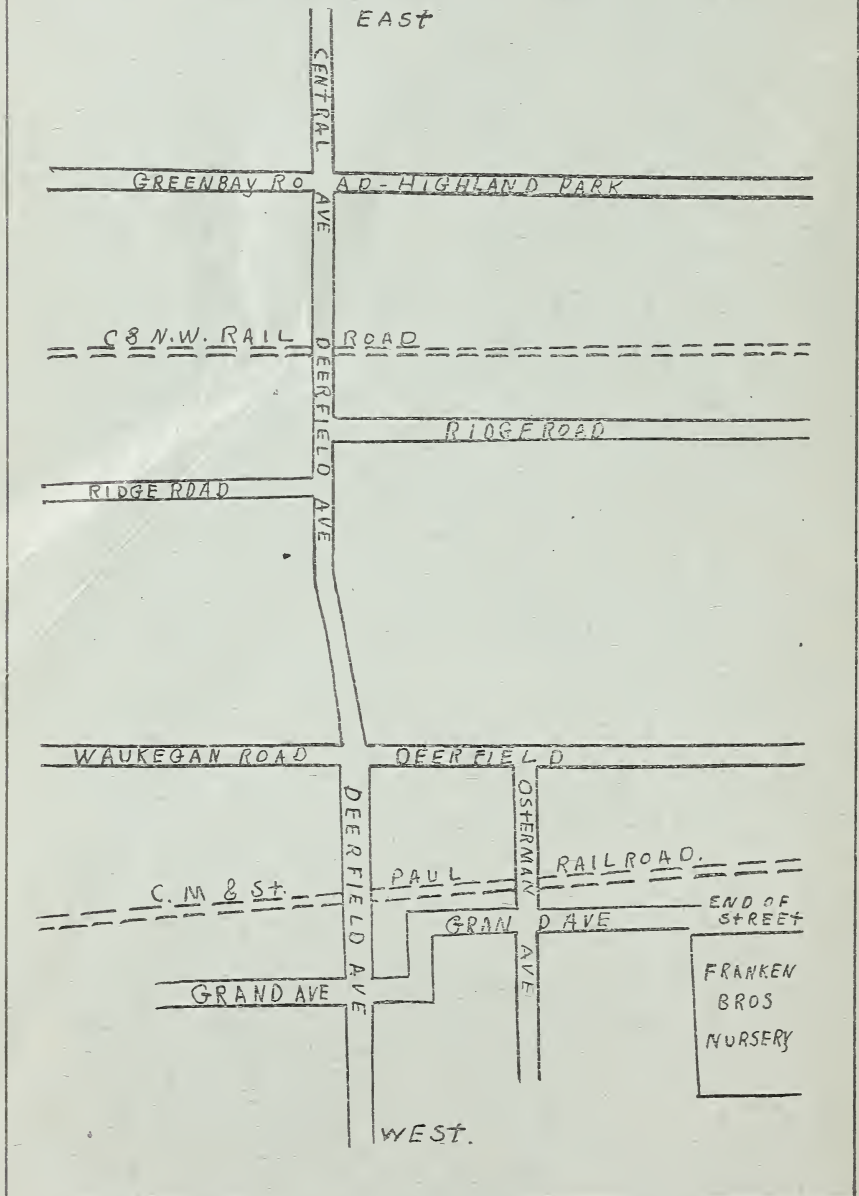 EAST
CENTRAL AVE
GREENBAY ROAD - HIGHLAND PARK
C & N.W. RAIL ROAD
DEERFIELD AVE
RIDGE ROAD
RIDGE ROAD
WAUKEGAN ROAD DEERFIELD
DEERFIELD AVE
OSTERMAN AVE
C. M & St. PAUL RAILROAD.
END OF
STREET
GRAND AVE
GRAND AVE
FRANKEN
BROS
NURSERY
WEST.